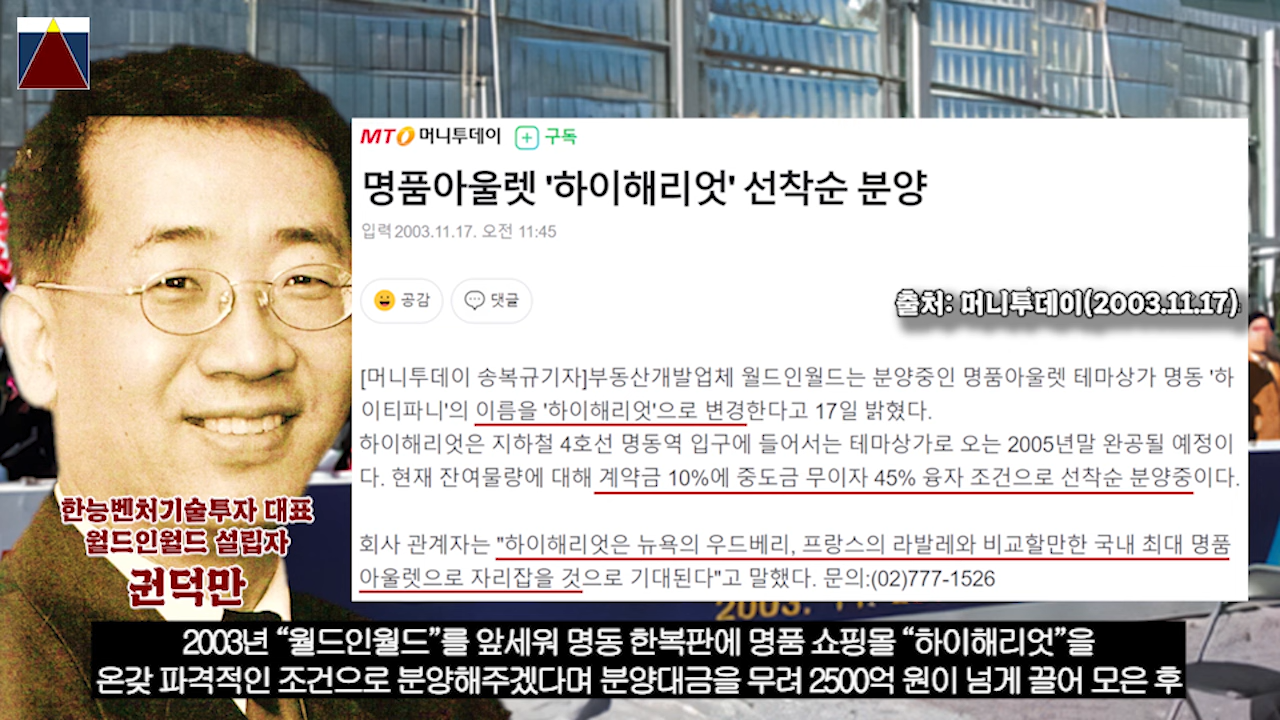 MTO 머니투데이 + 구독
명품아울렛 '하이해리엇' 선착순 분양
입력 2003.11.17. 오전 11:45
공감 댓글
출처: 머니투데이(2003.11.17)
[머니투데이 송복규기자]부동산개발업체 월드인월드는 분양중인 명품아울렛 테마상가 명동 '하
이티파니'의 이름을 '하이해리엇'으로 변경한다고 17일 밝혔다.
하이해리엇은 지하철 4호선 명동역 입구에 들어서는 테마상가로 오는 2005년말 완공될 예정이
다. 현재 잔여물량에 대해 계약금 10%에 중도금 무이자 45% 융자 조건으로 선착순 분양중이다.
회사 관계자는 "하이해리엇은 뉴욕의 우드베리, 프랑스의 라발레와 비교할만한 국내 최대 명품
아울렛으로 자리잡을 것으로 기대된다"고 말했다. 문의:(02)777-1526
한능벤처기술투자 대표
월드인월드 설립자
권덕만
2003년 “월드인월드”를 앞세워 명동 한복판에 명품 쇼핑몰 “하이해리엇”을
온갖 파격적인 조건으로 분양해주겠다며 분양대금을 무려 2500억 원이 넘게 끌어 모은 후